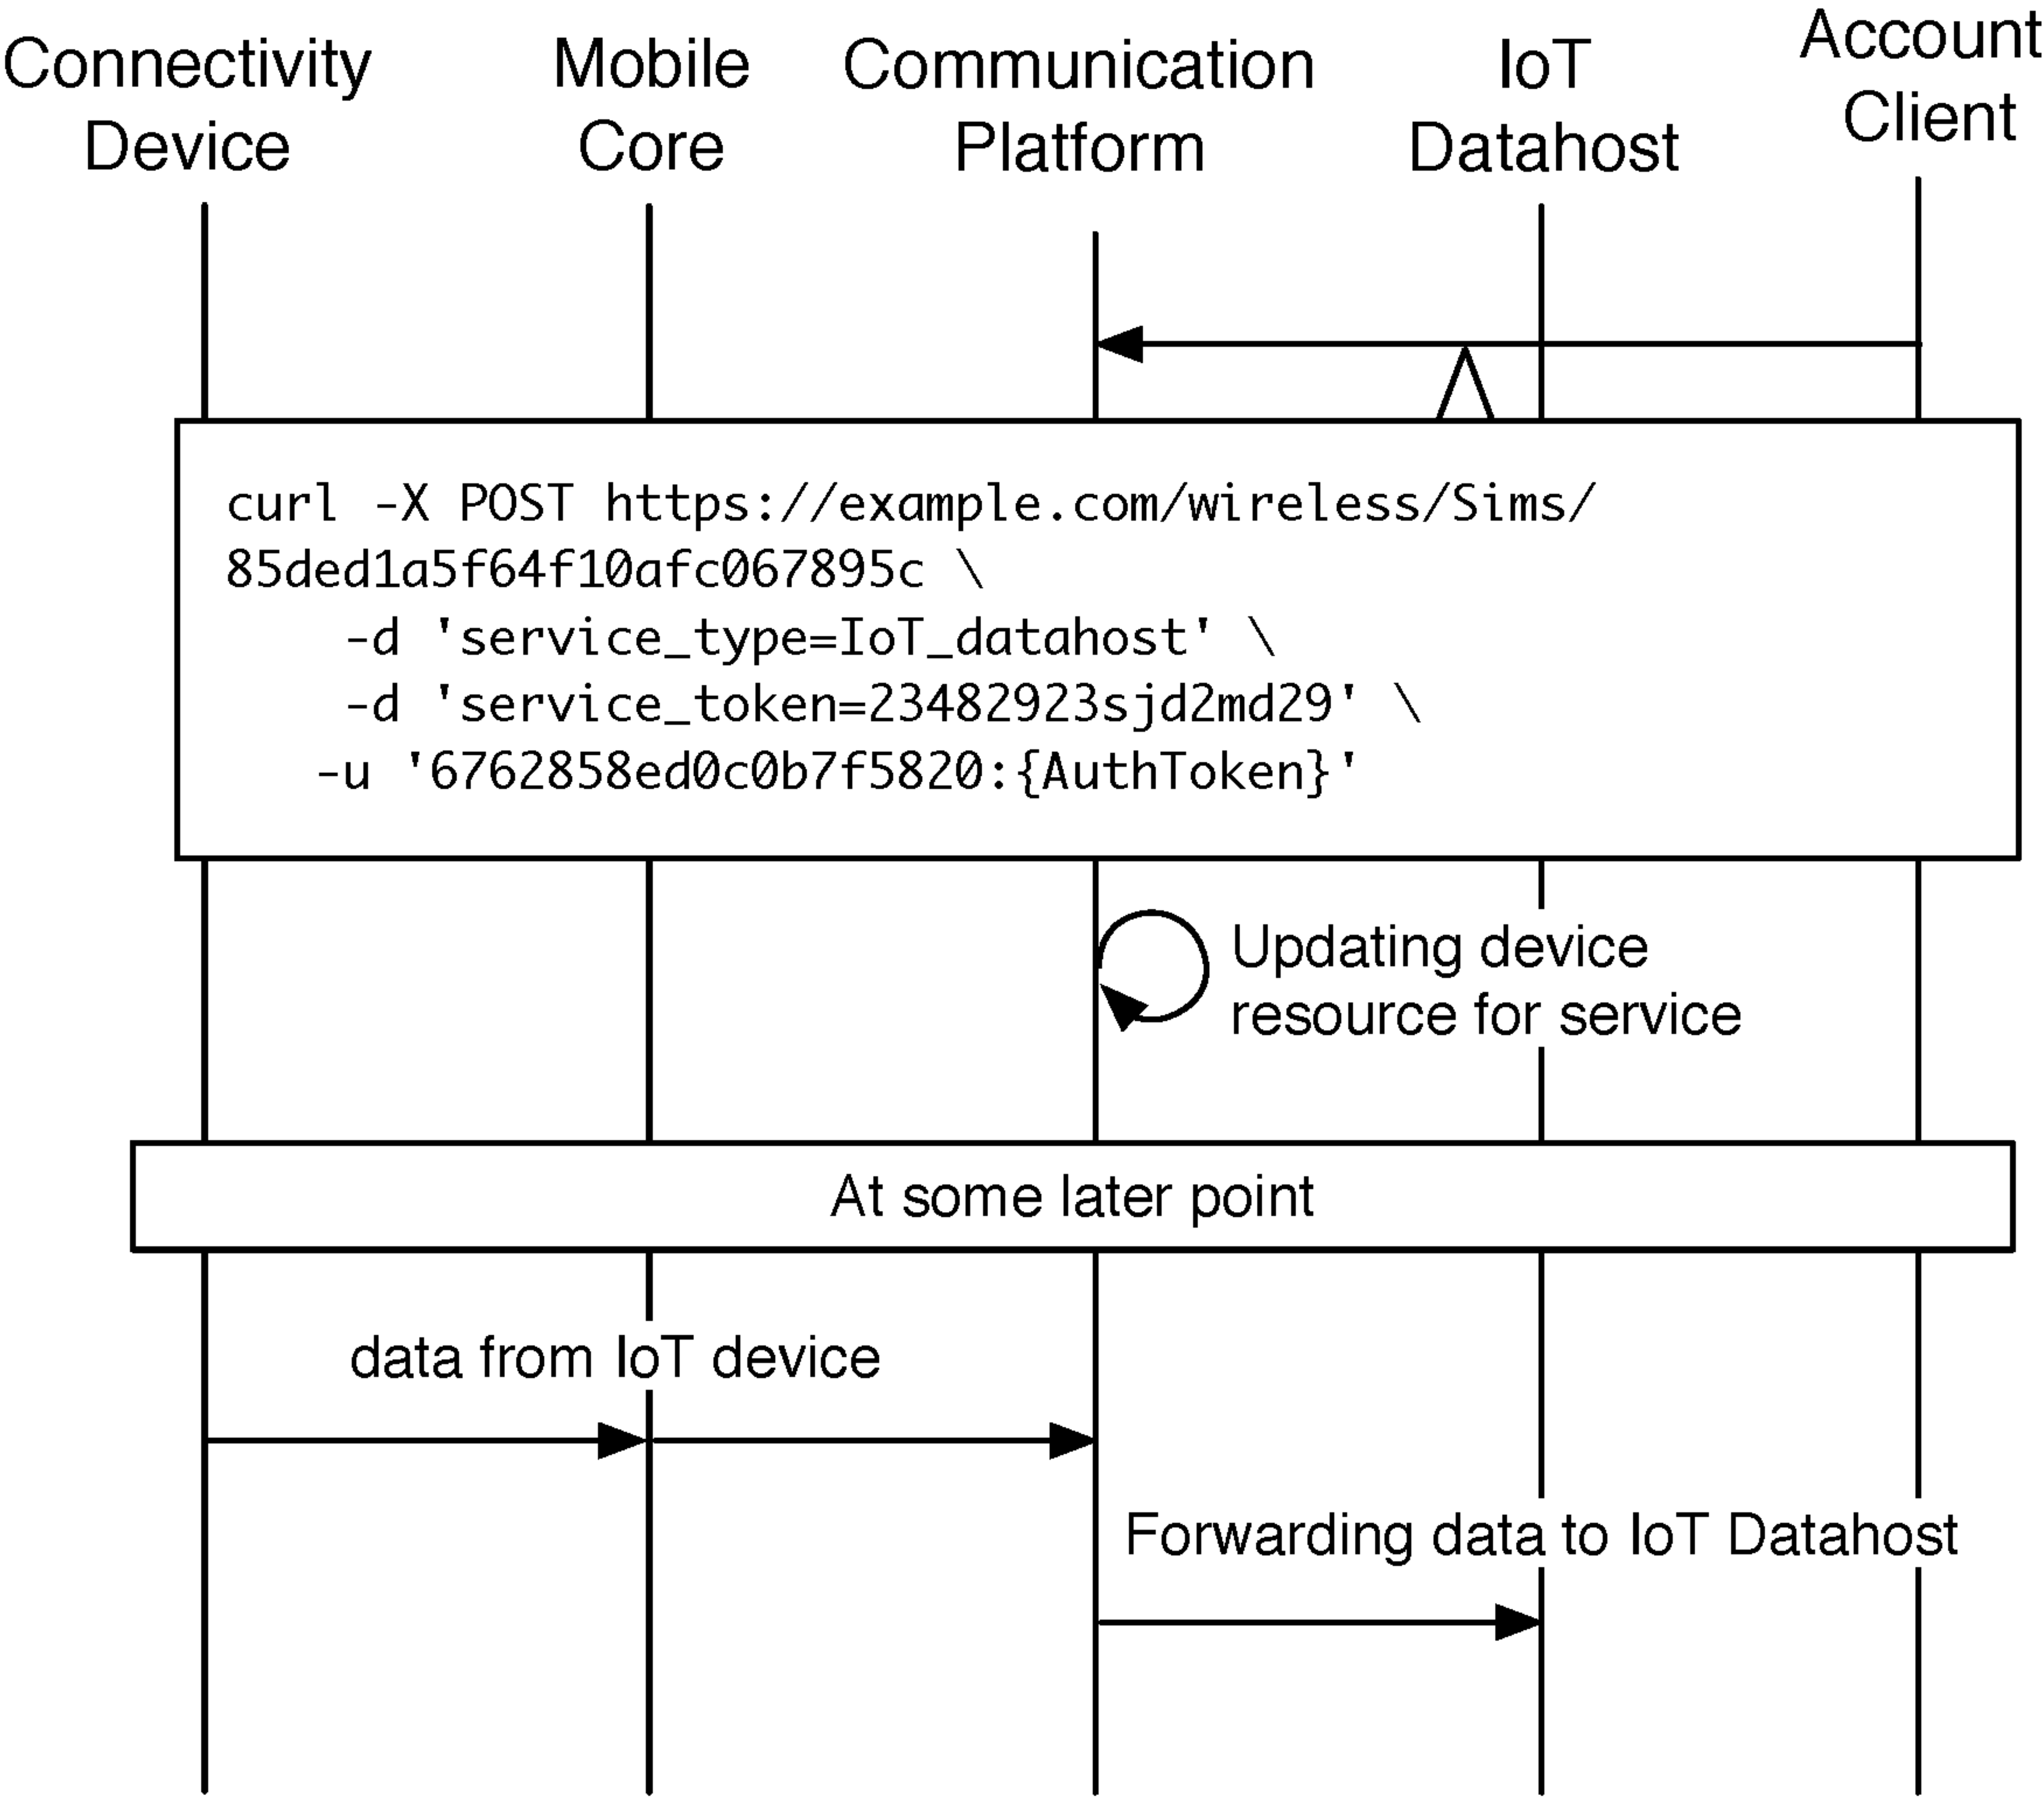 Connectivity
Device
Mobile
Core
Communication
Platform
IoT
Datahost
Account
Client
curl -X POST https://example.com/wireless/Sims/
85ded1a5f64f10afc067895c \
-d 'service_type=IoT_datahost' \
-d 'service_token=23482923sjd2md29' \
-u '6762858ed0c0b7f5820:{AuthToken}'
Updating device
resource for service
At some later point
data from IoT device
Forwarding data to IoT Datahost